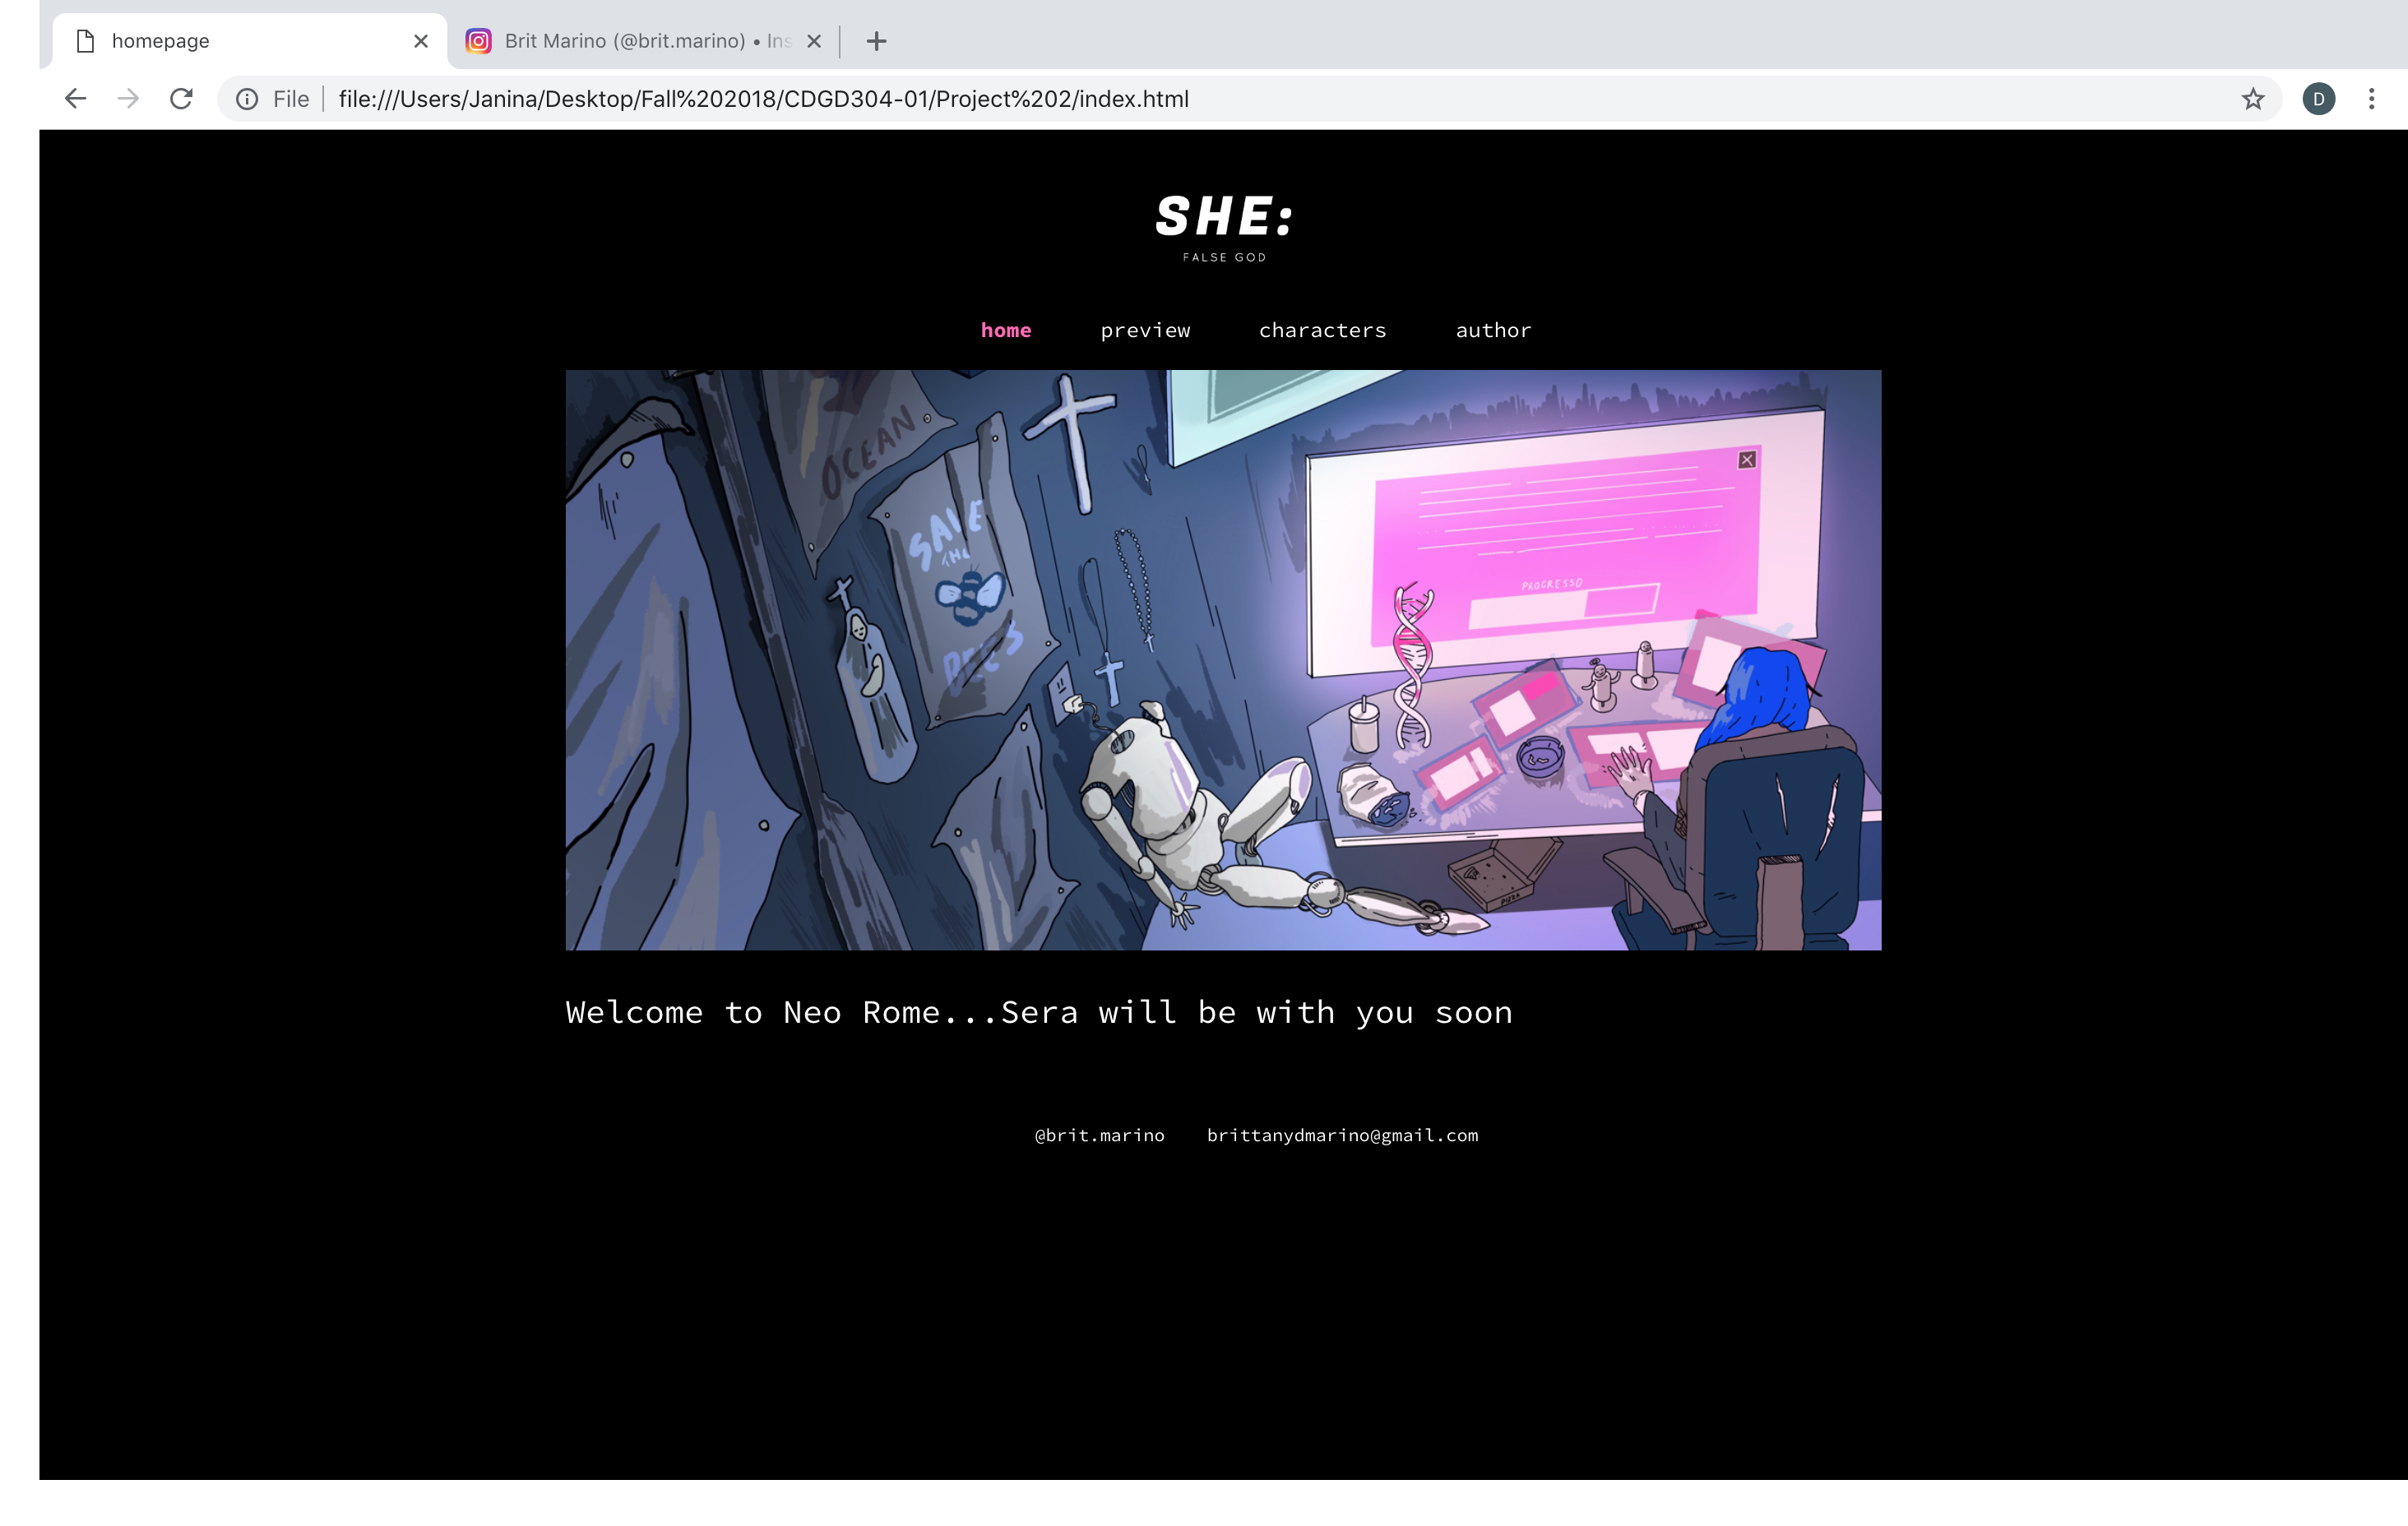 homepage
Brit Marino (@brit.marino) • Ins
File
file:///Users/Janina/Desktop/Fall%202018/CDGD304-01/Project%202/index.html
D
SHE:
FALSE GOD
home preview characters author
OCEAN
SAVE
THE
BEES
PROGRESSO
PIZZA
Welcome to Neo Rome...Sera will be with you soon
@brit.marino brittanydmarino@gmail.com